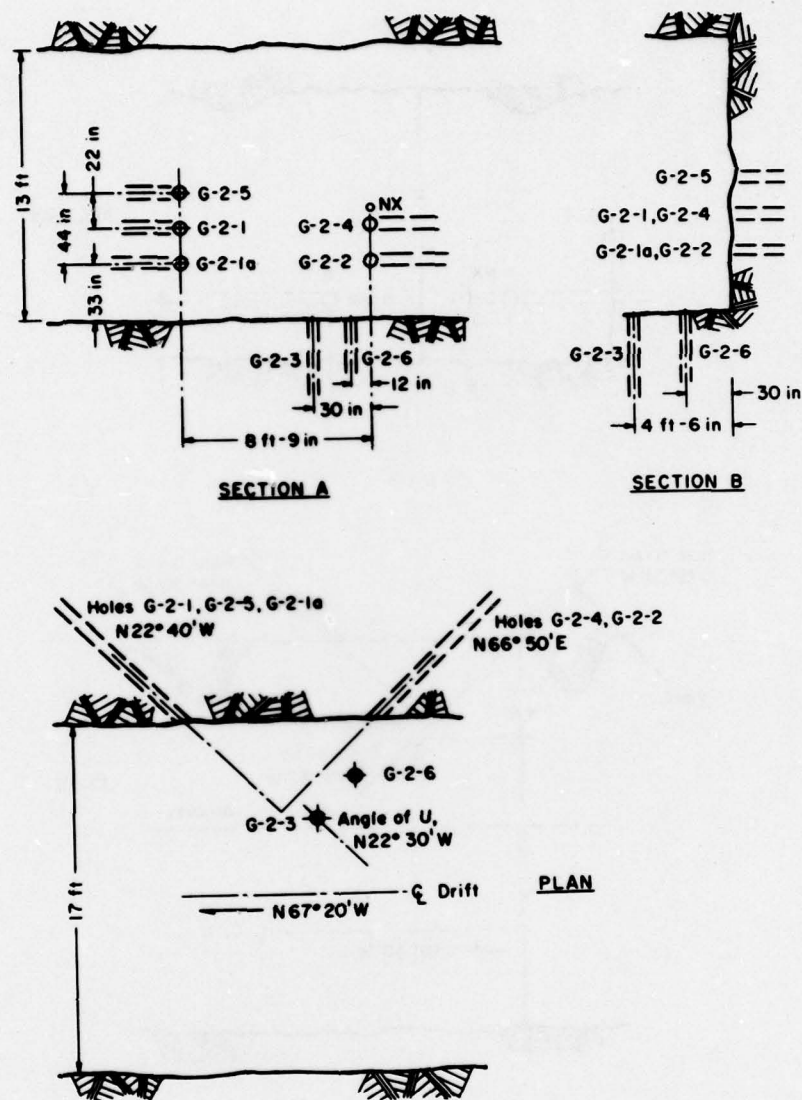 13 ft
22 in
44 in
33 in
G-2-5
G-2-1
G-2-1a
NX
G-2-4
G-2-2
G-2-3
G-2-6
12 in
30 in
8 ft-9 in
SECTION A
G-2-5
G-2-1, G-2-4
G-2-1a, G-2-2
G-2-3
G-2-6
30 in
4 ft-6 in
SECTION B
Holes G-2-1, G-2-5, G-2-1a
N22°40'W
Holes G-2-4, G-2-2
N66°50'E
17 ft
G-2-6
G-2-3
Angle of U,
N22°30'W
℄ Drift
N67°20'W
PLAN